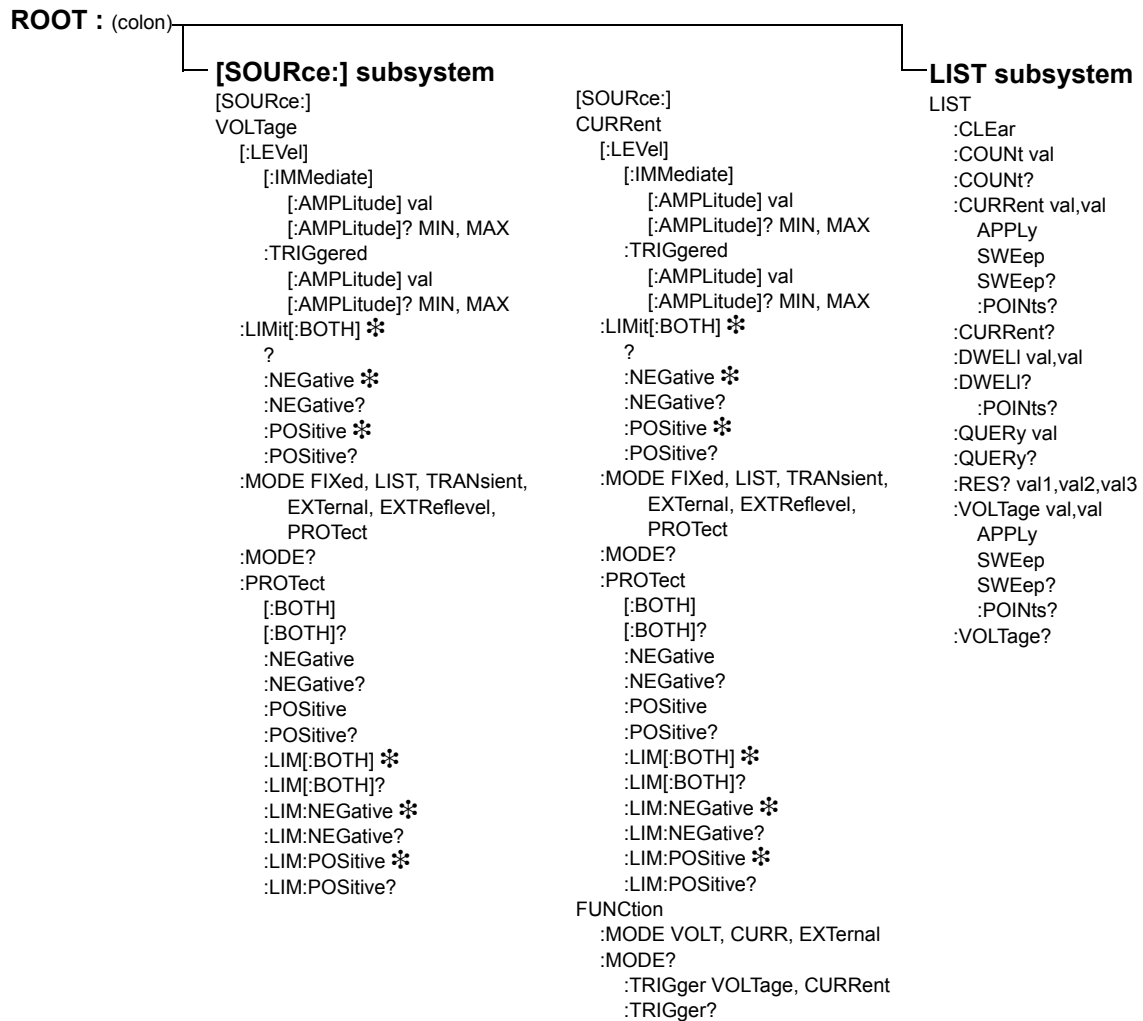 ROOT : (colon)
[SOURce:] subsystem
[SOURce:]
VOLTage
[:LEVel]
[:IMMediate]
[:AMPLitude] val
[:AMPLitude]? MIN, MAX
:TRIGgered
[:AMPLitude] val
[:AMPLitude]? MIN, MAX
:LIMit[:BOTH] ✻
?
:NEGative ✻
:NEGative?
:POSitive ✻
:POSitive?
:MODE FIXed, LIST, TRANsient,
EXTernal, EXTReflevel,
PROTect
:MODE?
:PROTect
[:BOTH]
[:BOTH]?
:NEGative
:NEGative?
:POSitive
:POSitive?
:LIM[:BOTH] ✻
:LIM[:BOTH]?
:LIM:NEGative ✻
:LIM:NEGative?
:LIM:POSitive ✻
:LIM:POSitive?
[SOURce:]
CURRent
[:LEVel]
[:IMMediate]
[:AMPLitude] val
[:AMPLitude]? MIN, MAX
:TRIGgered
[:AMPLitude] val
[:AMPLitude]? MIN, MAX
:LIMit[:BOTH] ✻
?
:NEGative ✻
:NEGative?
:POSitive ✻
:POSitive?
:MODE FIXed, LIST, TRANsient,
EXTernal, EXTReflevel,
PROTect
:MODE?
:PROTect
[:BOTH]
[:BOTH]?
:NEGative
:NEGative?
:POSitive
:POSitive?
:LIM[:BOTH] ✻
:LIM[:BOTH]?
:LIM:NEGative ✻
:LIM:NEGative?
:LIM:POSitive ✻
:LIM:POSitive?
FUNCtion
:MODE VOLT, CURR, EXTernal
:MODE?
:TRIGger VOLTage, CURRent
:TRIGger?
LIST subsystem
LIST
:CLEar
:COUNt val
:COUNt?
:CURRent val,val
APPLy
SWEep
SWEep?
:POINts?
:CURRent?
:DWELl val,val
:DWELl?
:POINts?
:QUERy val
:QUERy?
:RES? val1,val2,val3
:VOLTage val,val
APPLy
SWEep
SWEep?
:POINts?
:VOLTage?